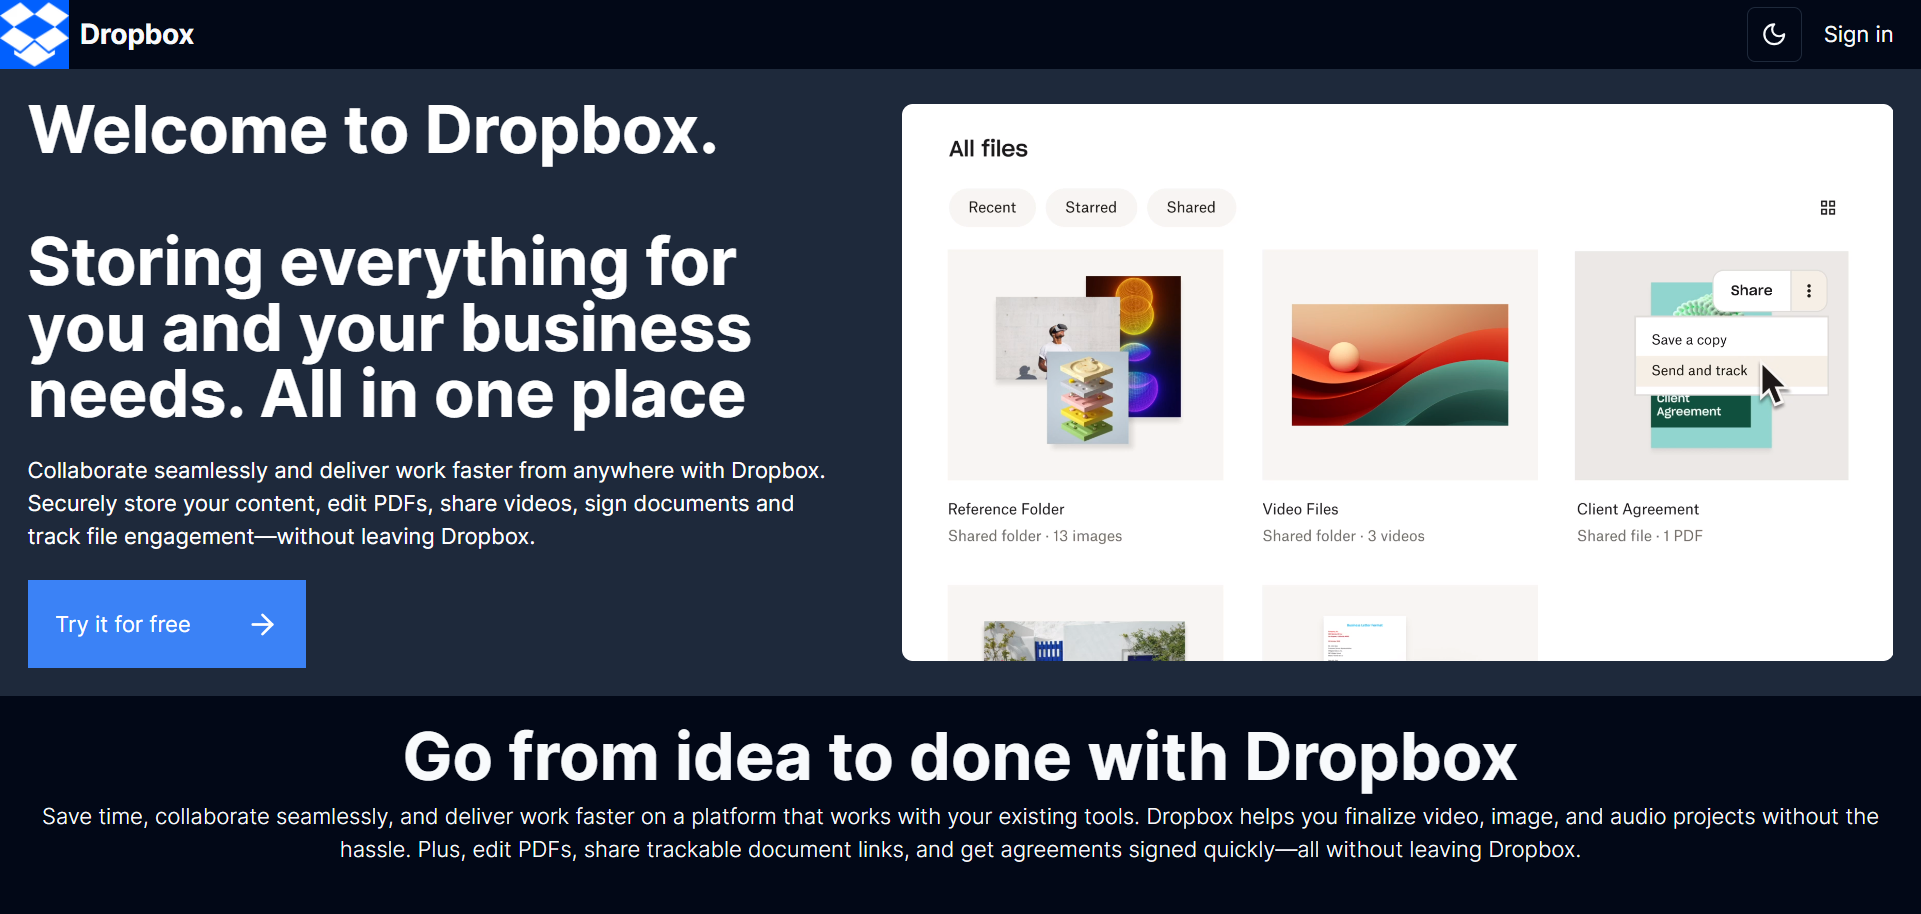 Dropbox
Sign in
Welcome to Dropbox.
Storing everything for
you and your business
needs. All in one place
Collaborate seamlessly and deliver work faster from anywhere with Dropbox.
Securely store your content, edit PDFs, share videos, sign documents and
track file engagement—without leaving Dropbox.
Try it for free
All files
Recent
Starred
Shared
Share
Save a copy
Send and track
Client
Agreement
Reference Folder
Shared folder · 13 images
Video Files
Shared folder · 3 videos
Client Agreement
Shared file · 1 PDF
Go from idea to done with Dropbox
Save time, collaborate seamlessly, and deliver work faster on a platform that works with your existing tools. Dropbox helps you finalize video, image, and audio projects without the
hassle. Plus, edit PDFs, share trackable document links, and get agreements signed quickly—all without leaving Dropbox.